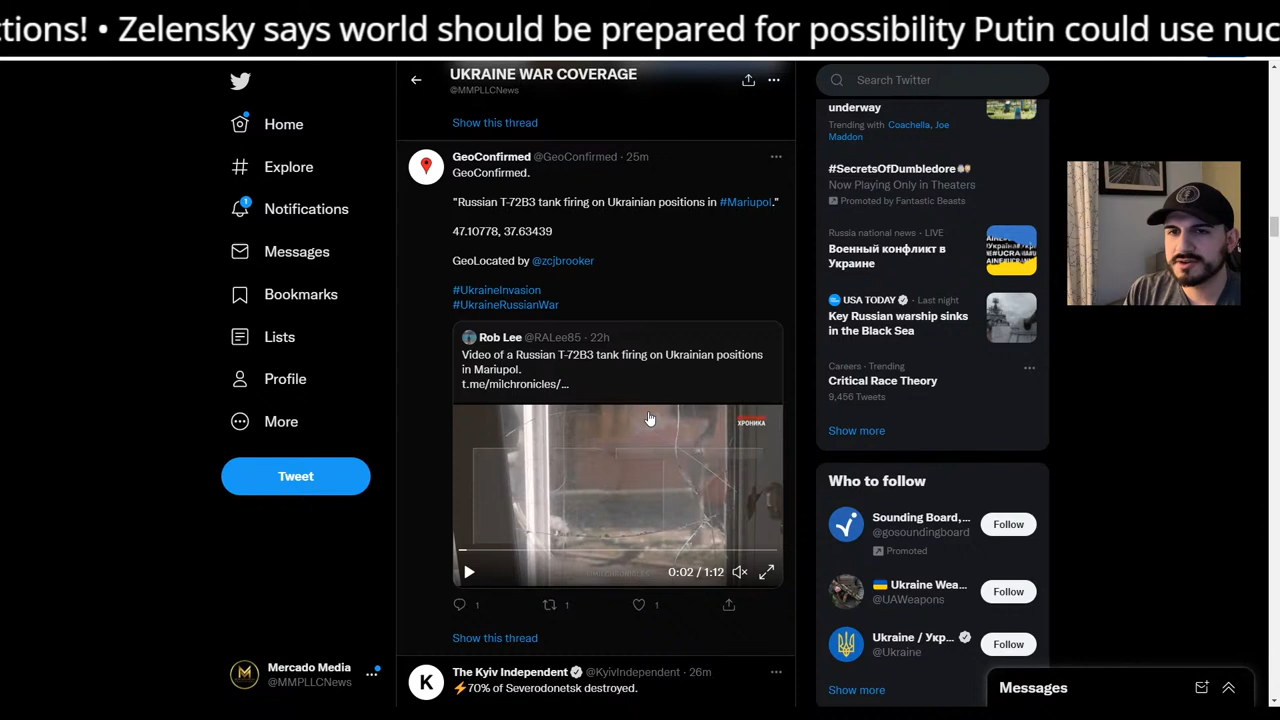 ctions! • Zelensky says world should be prepared for possibility Putin could use nuc
UKRAINE WAR COVERAGE
@MMPLLCNews
Home
Explore
1
Notifications
Messages
Bookmarks
Lists
Profile
More
Tweet
Mercado Media
@MMPLLCNews
Show this thread
GeoConfirmed @GeoConfirmed · 25m
GeoConfirmed.
"Russian T-72B3 tank firing on Ukrainian positions in #Mariupol."
47.10778, 37.63439
GeoLocated by @zcjbrooker
#UkraineInvasion
#UkraineRussianWar
Rob Lee @RALee85 · 22h
Video of a Russian T-72B3 tank firing on Ukrainian positions
in Mariupol.
t.me/milchronicles/…
ХРОНИКА
0:02 / 1:12
1 1 1
Show this thread
The Kyiv Independent @KyivIndependent · 26m
⚡70% of Severodonetsk destroyed.
Search Twitter
underway
Trending with Coachella, Joe
Maddon
#SecretsOfDumbledore
Now Playing Only in Theaters
Promoted by Fantastic Beasts
Russia national news · LIVE
Военный конфликт в
Украине
USA TODAY · Last night
Key Russian warship sinks
in the Black Sea
Careers · Trending
Critical Race Theory
9,456 Tweets
Show more
Who to follow
Sounding Board,...
@gosoundingboard
Follow
Promoted
Ukraine Wea...
@UAWeapons
Follow
Ukraine / Укр...
@Ukraine
Follow
Show more
Messages